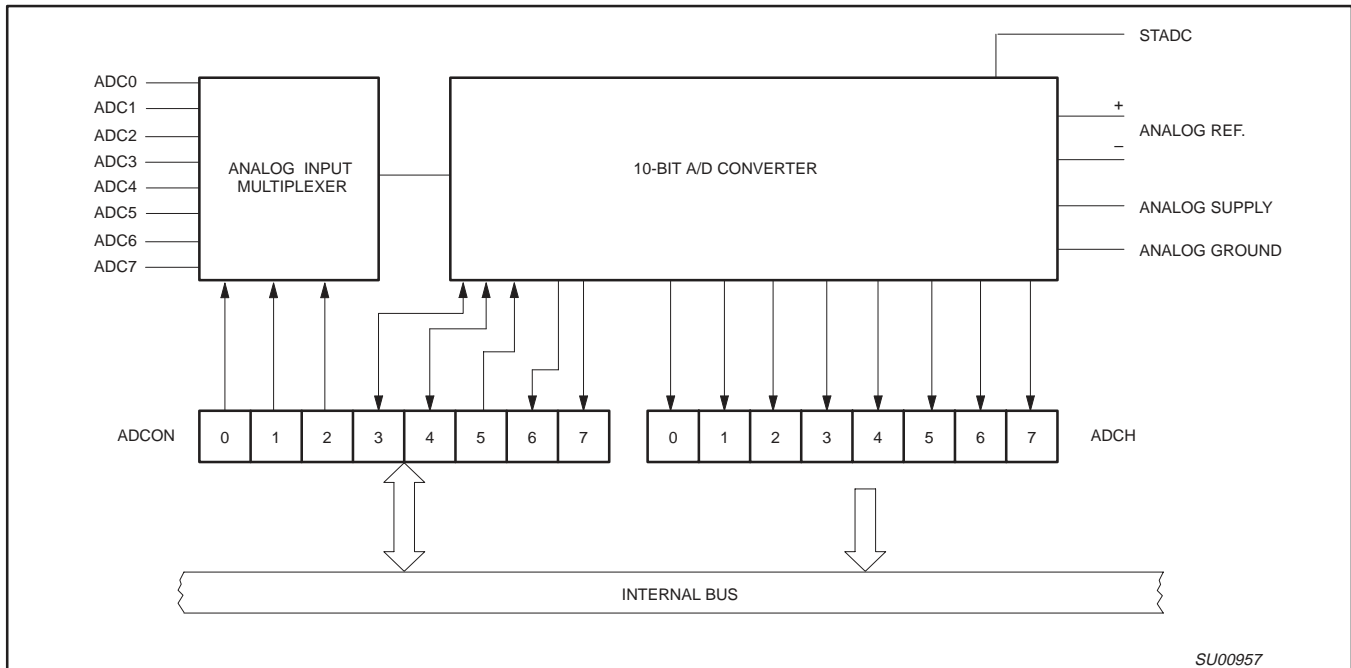 STADC
ADC0
ADC1
ADC2
ADC3
ADC4
ADC5
ADC6
ADC7
ANALOG INPUT
MULTIPLEXER
10-BIT A/D CONVERTER
+
ANALOG REF.
–
ANALOG SUPPLY
ANALOG GROUND
ADCON 0 1 2 3 4 5 6 7
0 1 2 3 4 5 6 7 ADCH
INTERNAL BUS
SU00957